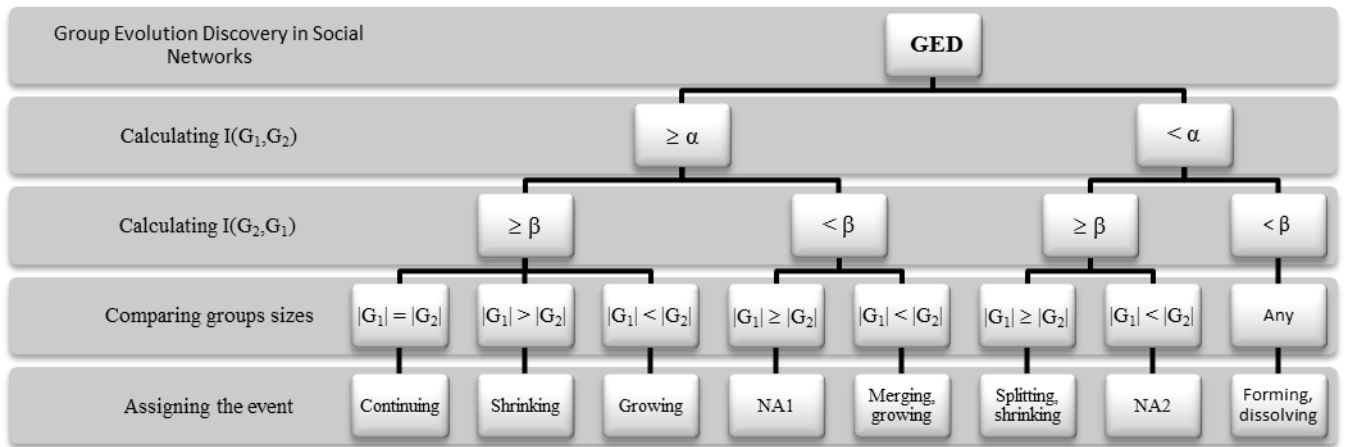 Group Evolution Discovery in Social
Networks
GED
Calculating I(G₁,G₂)
≥ α
< α
Calculating I(G₂,G₁)
≥ β
< β
≥ β
< β
Comparing groups sizes
|G₁| = |G₂|
|G₁| > |G₂|
|G₁| < |G₂|
|G₁| ≥ |G₂|
|G₁| < |G₂|
|G₁| ≥ |G₂|
|G₁| < |G₂|
Any
Assigning the event
Continuing
Shrinking
Growing
NA1
Merging,
growing
Splitting,
shrinking
NA2
Forming,
dissolving